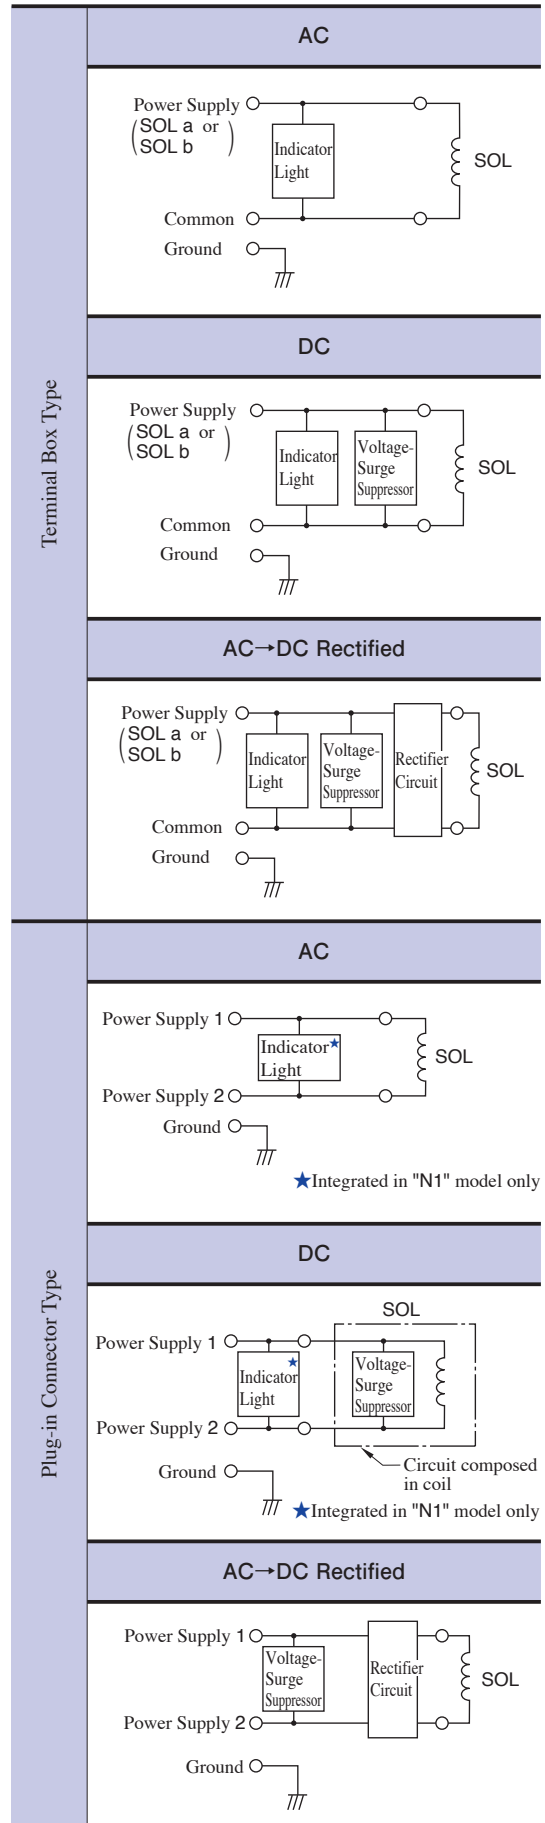 Terminal Box Type
AC
Power Supply
(SOL a or
SOL b)
Indicator
Light
SOL
Common
Ground
DC
Power Supply
(SOL a or
SOL b)
Indicator
Light
Voltage-
Surge
Suppressor
SOL
Common
Ground
AC→DC Rectified
Power Supply
(SOL a or
SOL b)
Indicator
Light
Voltage-
Surge
Suppressor
Rectifier
Circuit
SOL
Common
Ground
Plug-in Connector Type
AC
Power Supply 1
Indicator★
Light
SOL
Power Supply 2
Ground
★Integrated in "N1" model only
DC
SOL
Power Supply 1
Indicator★
Light
Voltage-
Surge
Suppressor
Power Supply 2
Circuit composed
in coil
Ground
★Integrated in "N1" model only
AC→DC Rectified
Power Supply 1
Voltage-
Surge
Suppressor
Rectifier
Circuit
SOL
Power Supply 2
Ground